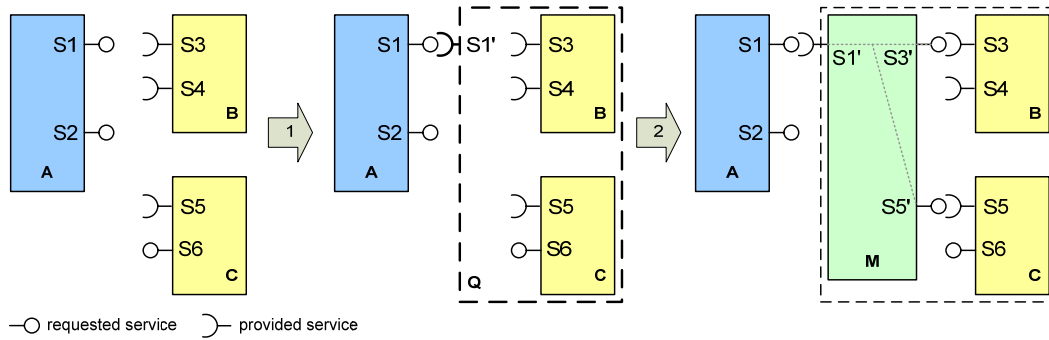 S1
S2
A
S3
S4
B
S5
S6
C
1
S1
S2
A
S1'
Q
S3
S4
B
S5
S6
C
2
S1
S2
A
S1' S3'
S5'
M
S3
S4
B
S5
S6
C
requested service
provided service